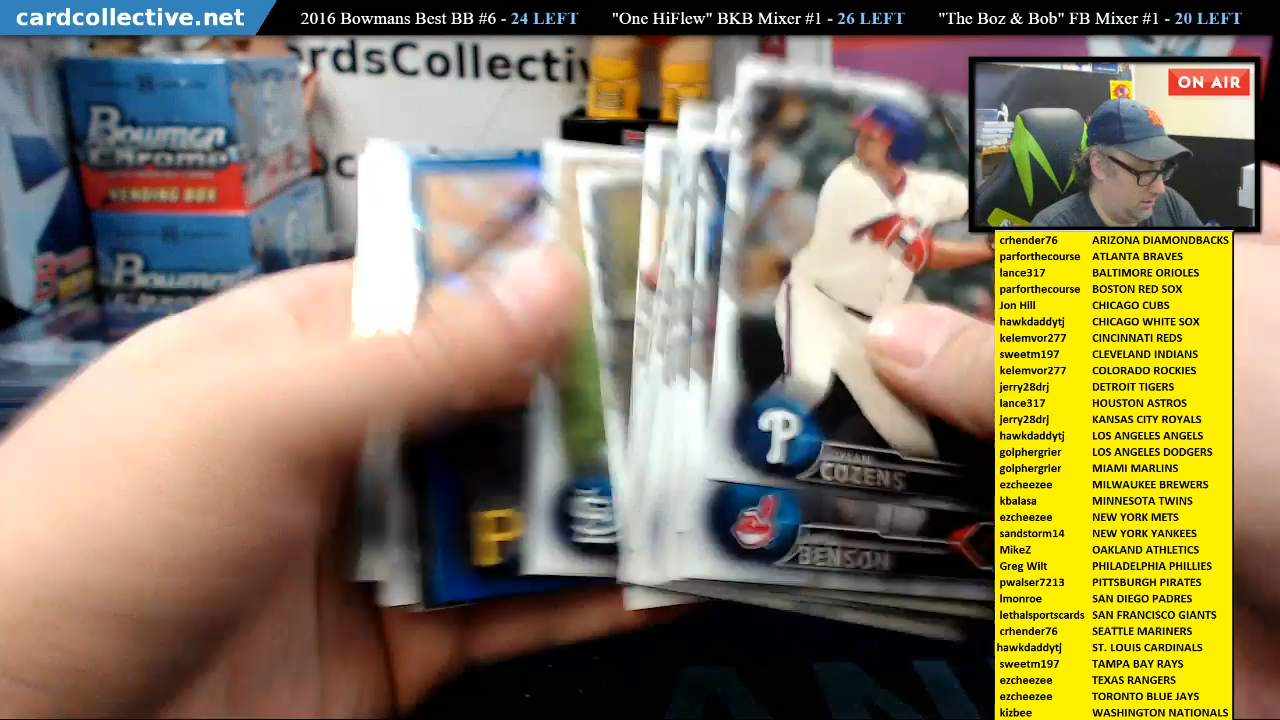 cardcollective.net
2016 Bowmans Best BB #6 - 24 LEFT "One HiFlew" BKB Mixer #1 - 26 LEFT "The Boz & Bob" FB Mixer #1 - 20 LEFT
ON AIR
ardsCollectiv
Bowman
Chrome
VENDING BOX
Bowman
P
COZENS
BENSON
P
crhender76 ARIZONA DIAMONDBACKS
parforthecourse ATLANTA BRAVES
lance317 BALTIMORE ORIOLES
parforthecourse BOSTON RED SOX
Jon Hill CHICAGO CUBS
hawkdaddytj CHICAGO WHITE SOX
kelemvor277 CINCINNATI REDS
sweetm197 CLEVELAND INDIANS
kelemvor277 COLORADO ROCKIES
jerry28drj DETROIT TIGERS
lance317 HOUSTON ASTROS
jerry28drj KANSAS CITY ROYALS
hawkdaddytj LOS ANGELES ANGELS
golphergrier LOS ANGELES DODGERS
golphergrier MIAMI MARLINS
ezcheezee MILWAUKEE BREWERS
kbalasa MINNESOTA TWINS
ezcheezee NEW YORK METS
sandstorm14 NEW YORK YANKEES
MikeZ OAKLAND ATHLETICS
Greg Wilt PHILADELPHIA PHILLIES
pwalser7213 PITTSBURGH PIRATES
lmonroe SAN DIEGO PADRES
lethalsportscards SAN FRANCISCO GIANTS
crhender76 SEATTLE MARINERS
hawkdaddytj ST. LOUIS CARDINALS
sweetm197 TAMPA BAY RAYS
ezcheezee TEXAS RANGERS
ezcheezee TORONTO BLUE JAYS
kizbee WASHINGTON NATIONALS